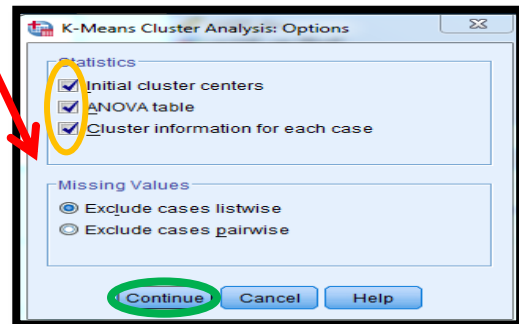 K-Means Cluster Analysis: Options
Statistics
Initial cluster centers
ANOVA table
Cluster information for each case
Missing Values
Exclude cases listwise
Exclude cases pairwise
Continue Cancel Help